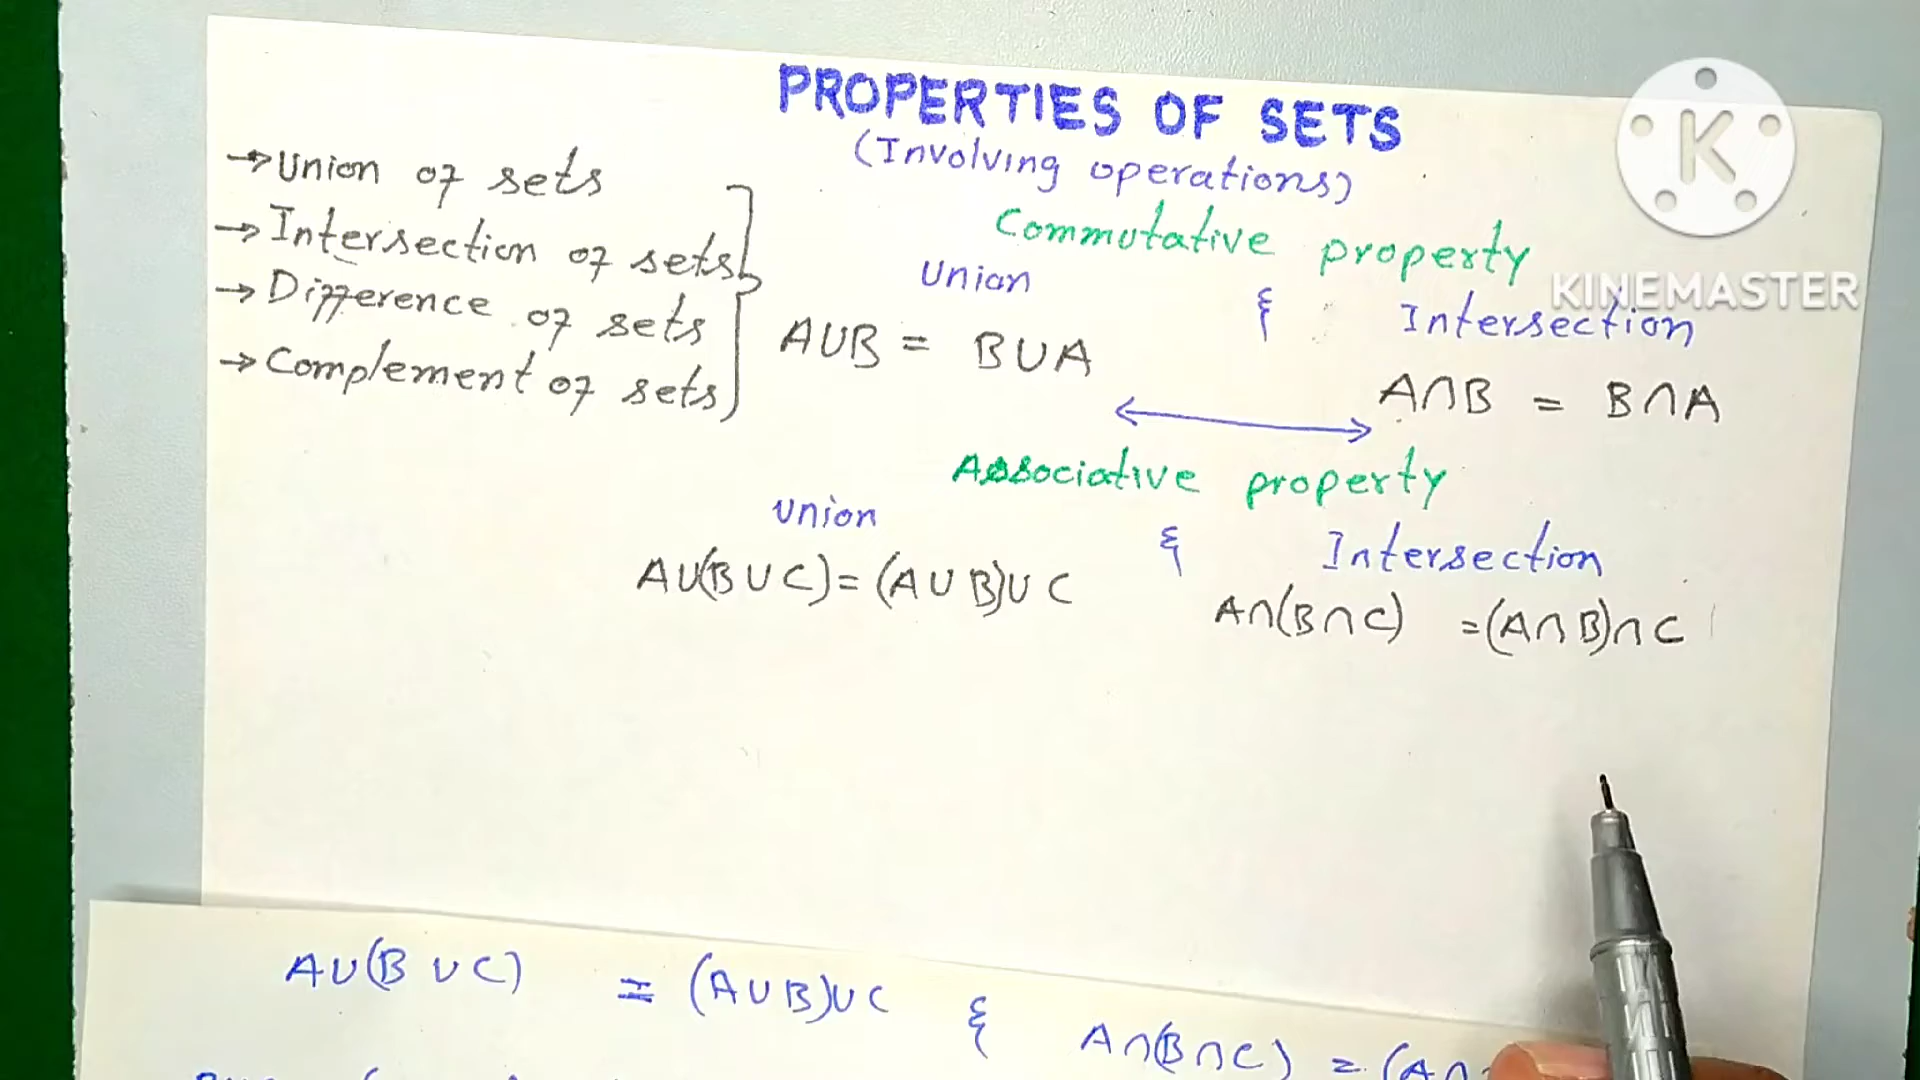 PROPERTIES OF SETS
(Involving operations)
→Union of sets
→Intersection of sets
→Difference of sets
→Complement of sets
Commutative property
Union & Intersection
A∪B = B∪A
A∩B = B∩A
Associative property
Union & Intersection
A∪(B∪C)=(A∪B)∪C
A∩(B∩C) =(A∩B)∩C
A∪(B∪C) = (A∪B)∪C & A∩(B∩C) = (A∩
K
KINEMASTER